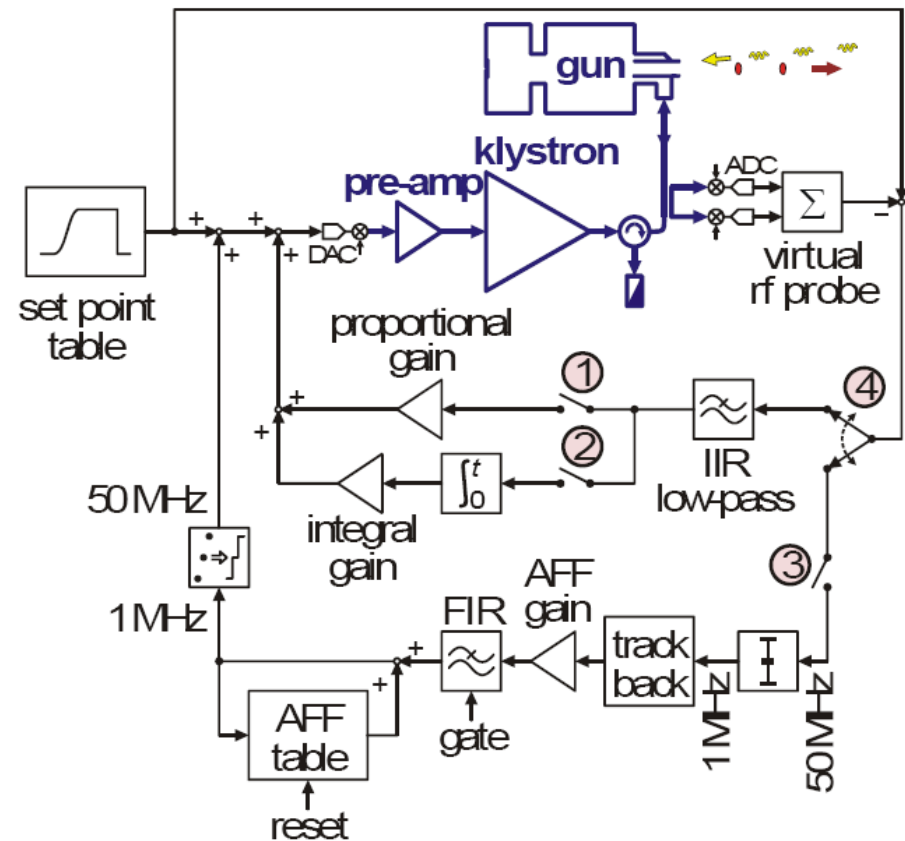 gun
klystron
pre-amp
ADC
+
+
+
+
DAC
Σ
−
virtual
rf probe
set point
table
proportional
gain
1
4
+
+
2
∫₀ᵗ
IIR
low-pass
integral
gain
50 MHz
3
⇒
1 MHz
FIR
AFF
gain
+
+
track
back
1 MHz
50 MHz
AFF
table
gate
reset